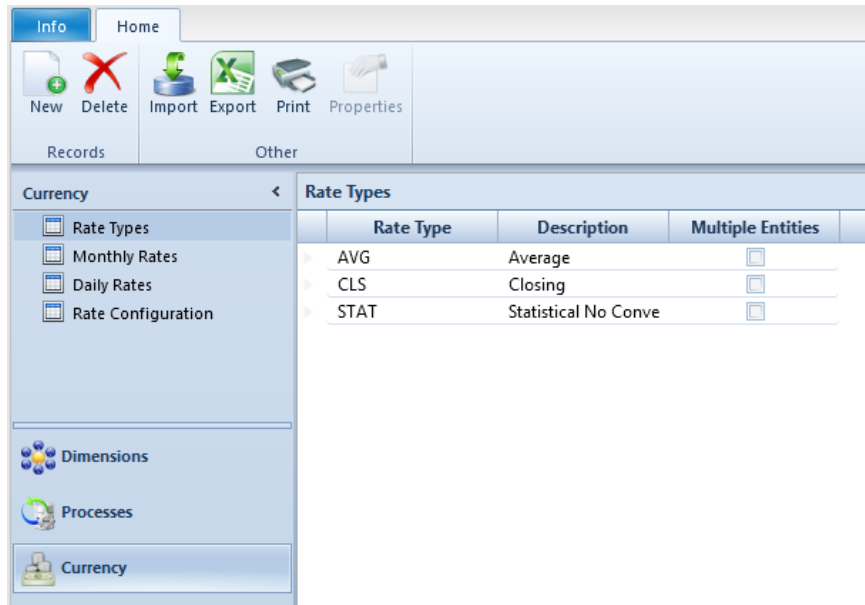 Info Home
New Delete Import Export Print Properties
Records Other
Currency
Rate Types
Monthly Rates
Daily Rates
Rate Configuration
Dimensions
Processes
Currency
Rate Types
Rate Type Description Multiple Entities
AVG Average
CLS Closing
STAT Statistical No Conve